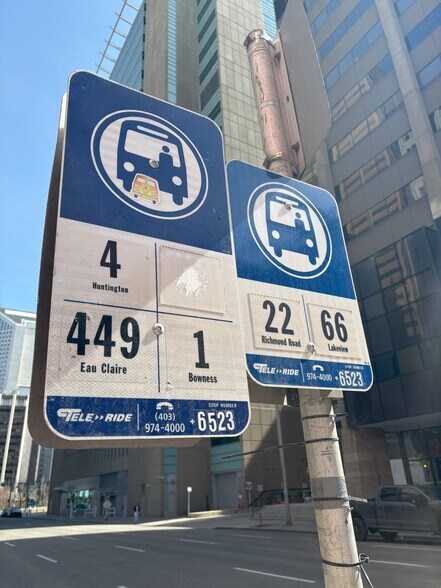 4
Huntington
449
Eau Claire
1
Bowness
TELE-RIDE
(403)
974-4000
STOP NUMBER
+6523
22
Richmond Road
66
Lakeview
TELE-RIDE
974-4000
STOP NUMBER
6523